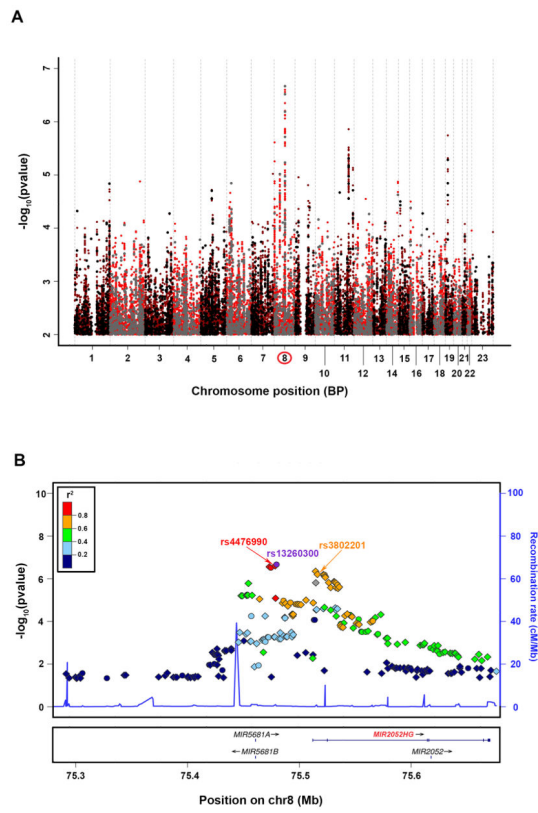 A
7
6
5
4
3
2
-log10(pvalue)
1 2 3 4 5 6 7 8 9 11 13 15 17 19 21 23
10 12 14 16 18 20 22
Chromosome position (BP)
B
10
8
6
4
2
0
-log10(pvalue)
r2
0.8
0.6
0.4
0.2
rs4476990
rs13260300
rs3802201
100
80
60
40
20
0
Recombination rate (cM/Mb)
MIR5681A
MIR2052HG
MIR5681B
MIR2052
75.3 75.4 75.5 75.6
Position on chr8 (Mb)